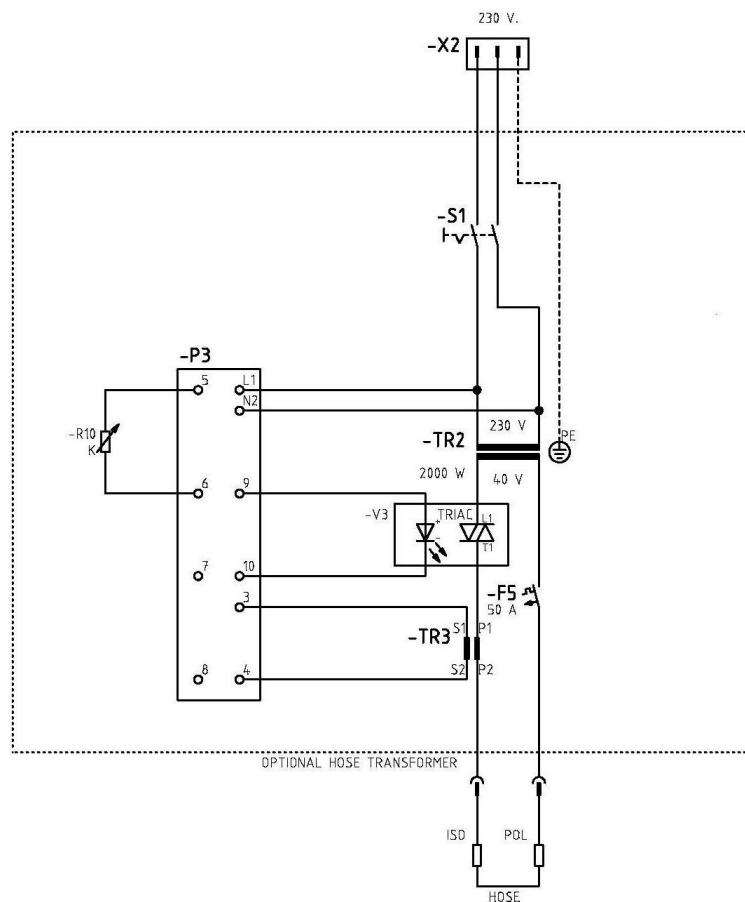 230 V.
-X2
-S1
-P3
5
L1
N2
-R10
K
230 V
PE
-TR2
2000 W
40 V
6
9
-V3
TRIAC
L1
+
-
T1
7
10
3
-F5
50 A
S1
P1
-TR3
S2
P2
8
4
OPTIONAL HOSE TRANSFORMER
ISO
POL
HOSE